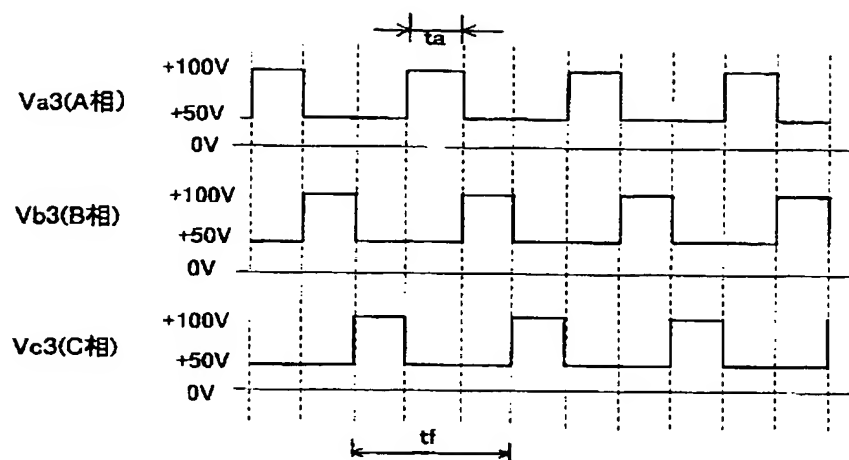 ta
Va3(A相)
+100V
+50V
0V
Vb3(B相)
+100V
+50V
0V
Vc3(C相)
+100V
+50V
0V
tf